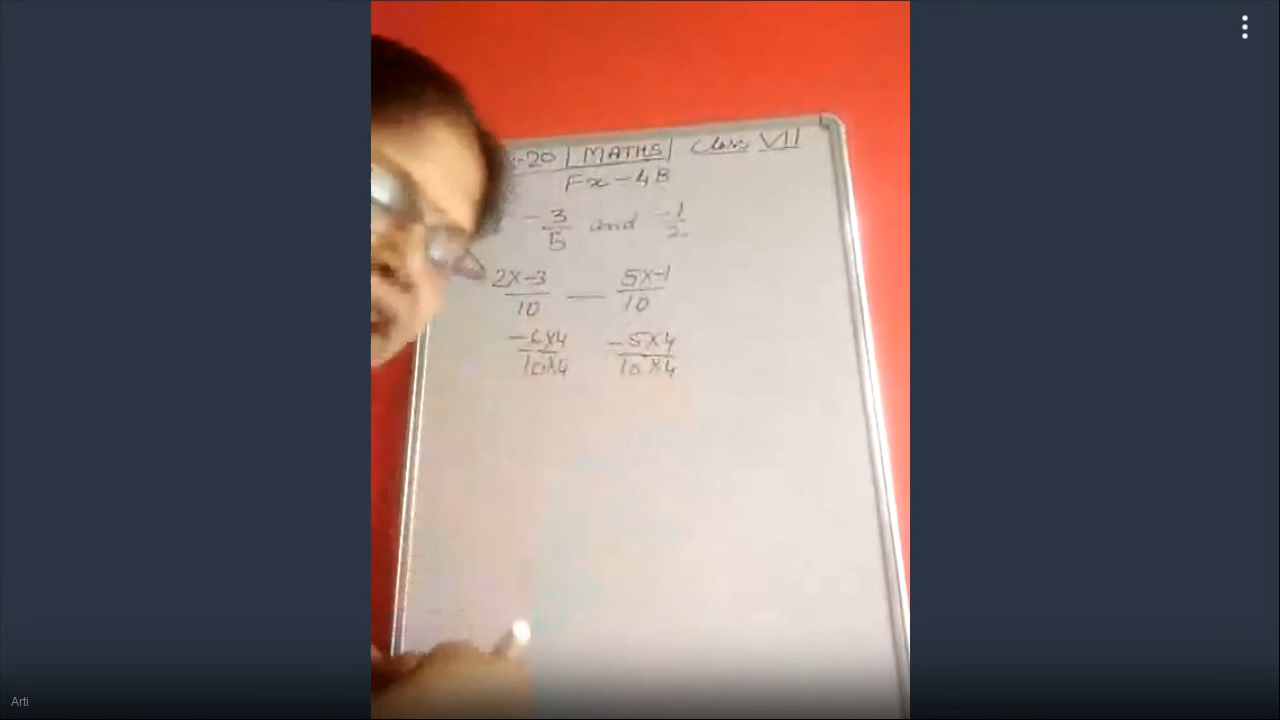 -20 | MATHS | Class VII
Ex-4B
-3/5 and -1/2
2x-3/10 — 5x-1/10
-6x4/10x4 -5x4/10x4
Arti